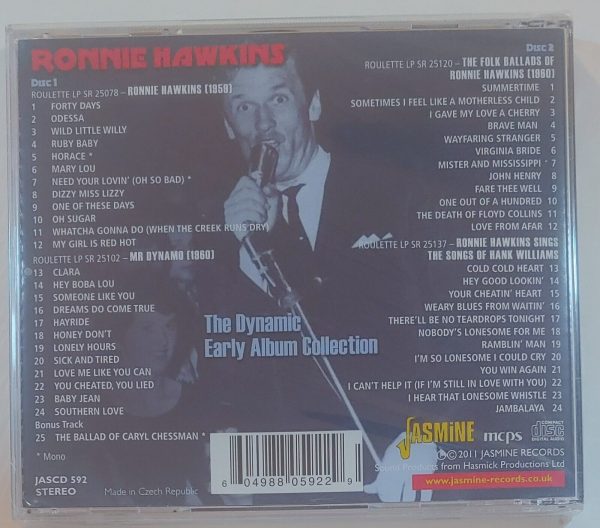 RONNIE HAWKINS
Disc 1
ROULETTE LP SR 25078 – RONNIE HAWKINS (1959)
1 FORTY DAYS
2 ODESSA
3 WILD LITTLE WILLY
4 RUBY BABY
5 HORACE *
6 MARY LOU
7 NEED YOUR LOVIN' (OH SO BAD) *
8 DIZZY MISS LIZZY
9 ONE OF THESE DAYS
10 OH SUGAR
11 WHATCHA GONNA DO (WHEN THE CREEK RUNS DRY)
12 MY GIRL IS RED HOT
ROULETTE LP SR 25102 – MR DYNAMO (1960)
13 CLARA
14 HEY BOBA LOU
15 SOMEONE LIKE YOU
16 DREAMS DO COME TRUE
17 HAYRIDE
18 HONEY DON'T
19 LONELY HOURS
20 SICK AND TIRED
21 LOVE ME LIKE YOU CAN
22 YOU CHEATED, YOU LIED
23 BABY JEAN
24 SOUTHERN LOVE
Bonus Track
25 THE BALLAD OF CARYL CHESSMAN *
* Mono
JASCD 592
STEREO
Made in Czech Republic
The Dynamic
Early Album Collection
6 04988 05922 9
Disc 2
ROULETTE LP SR 25120 – THE FOLK BALLADS OF
RONNIE HAWKINS (1960)
SUMMERTIME 1
SOMETIMES I FEEL LIKE A MOTHERLESS CHILD 2
I GAVE MY LOVE A CHERRY 3
BRAVE MAN 4
WAYFARING STRANGER 5
VIRGINIA BRIDE 6
MISTER AND MISSISSIPPI * 7
JOHN HENRY 8
FARE THEE WELL 9
ONE OUT OF A HUNDRED 10
THE DEATH OF FLOYD COLLINS 11
LOVE FROM AFAR 12
ROULETTE LP SR 25137 – RONNIE HAWKINS SINGS
THE SONGS OF HANK WILLIAMS
COLD COLD HEART 13
HEY GOOD LOOKIN' 14
YOUR CHEATIN' HEART 15
WEARY BLUES FROM WAITIN' 16
THERE'LL BE NO TEARDROPS TONIGHT 17
NOBODY'S LONESOME FOR ME 18
RAMBLIN' MAN 19
I'M SO LONESOME I COULD CRY 20
YOU WIN AGAIN 21
I CAN'T HELP IT (IF I'M STILL IN LOVE WITH YOU) 22
I HEAR THAT LONESOME WHISTLE 23
JAMBALAYA 24
JASMINE
mcps
COMPACT
disc
DIGITAL AUDIO
℗©2011 JASMINE RECORDS
Sound Products from Hasmick Productions Ltd
www.jasmine-records.co.uk